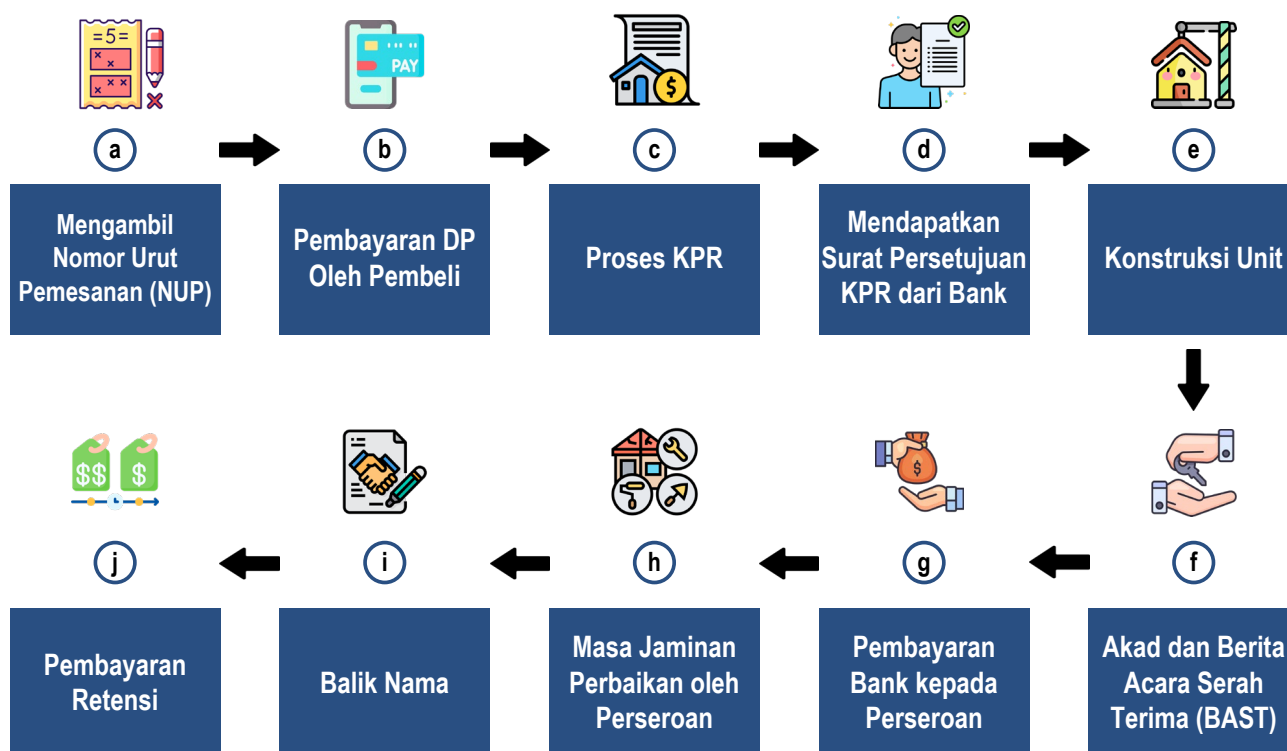 =5=
PAY
$
a
b
c
d
e
Mengambil
Nomor Urut
Pemesanan (NUP)
Pembayaran DP
Oleh Pembeli
Proses KPR
Mendapatkan
Surat Persetujuan
KPR dari Bank
Konstruksi Unit
$$
$
$
j
i
h
g
f
Pembayaran
Retensi
Balik Nama
Masa Jaminan
Perbaikan oleh
Perseroan
Pembayaran
Bank kepada
Perseroan
Akad dan Berita
Acara Serah
Terima (BAST)